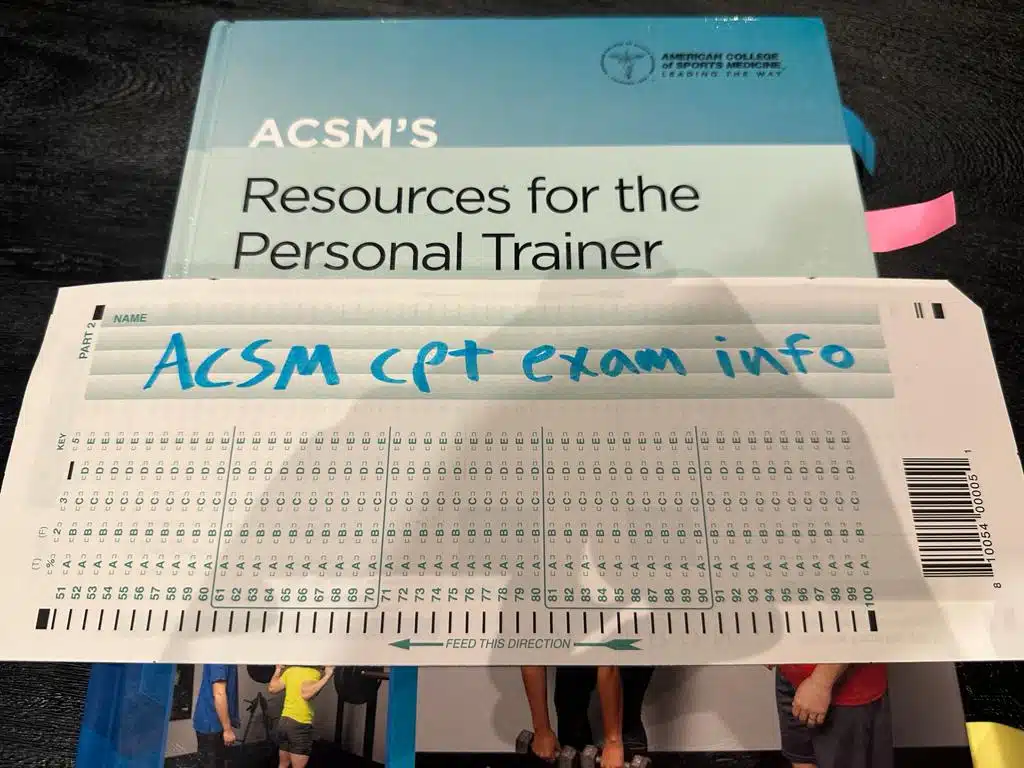 AMERICAN COLLEGE
of SPORTS MEDICINE
LEADING THE WAY
ACSM'S
Resources for the
Personal Trainer
PART 2
NAME
ACSM cpt exam info
KEY
5 E E E E E E E E E E E E E E E E E E E E E E E E E E E E E E E E E E E E E E E E E E E E E E E E E E
D D D D D D D D D D D D D D D D D D D D D D D D D D D D D D D D D D D D D D D D D D D D D D D D D D
3 C C C C C C C C C C C C C C C C C C C C C C C C C C C C C C C C C C C C C C C C C C C C C C C C C C
(F) 2 B B B B B B B B B B B B B B B B B B B B B B B B B B B B B B B B B B B B B B B B B B B B B B B B B B
(T) % A A A A A A A A A A A A A A A A A A A A A A A A A A A A A A A A A A A A A A A A A A A A A A A A A A
51 52 53 54 55 56 57 58 59 60 61 62 63 64 65 66 67 68 69 70 71 72 73 74 75 76 77 78 79 80 81 82 83 84 85 86 87 88 89 90 91 92 93 94 95 96 97 98 99 100
FEED THIS DIRECTION
8 10054 00005 1